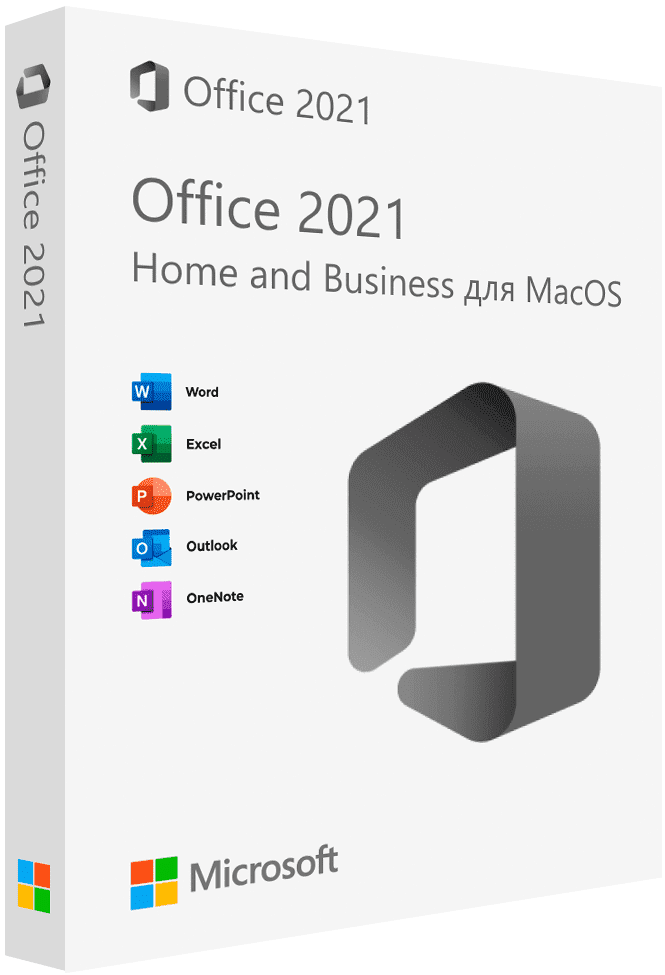 Office 2021
Office 2021
Office 2021
Home and Business для MacOS
W Word
X Excel
P PowerPoint
O Outlook
N OneNote
Microsoft